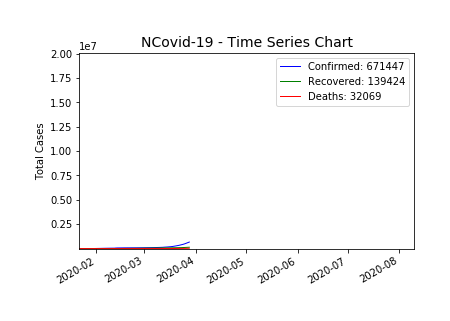 NCovid-19 - Time Series Chart
1e7
2.00
1.75
1.50
1.25
1.00
0.75
0.50
0.25
Total Cases
Confirmed: 671447
Recovered: 139424
Deaths: 32069
2020-02
2020-03
2020-04
2020-05
2020-06
2020-07
2020-08